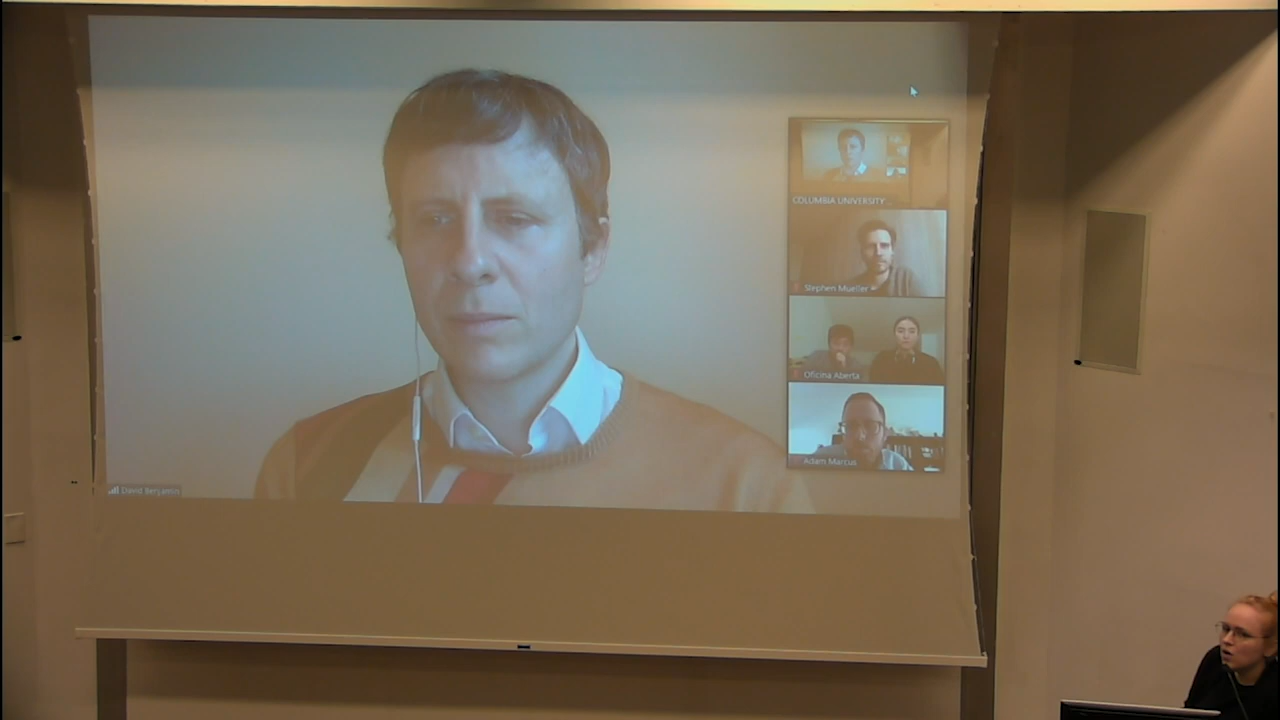 COLUMBIA UNIVERSITY...
Stephen Mueller
Oficina Aberta
Adam Marcus
David Benjamin